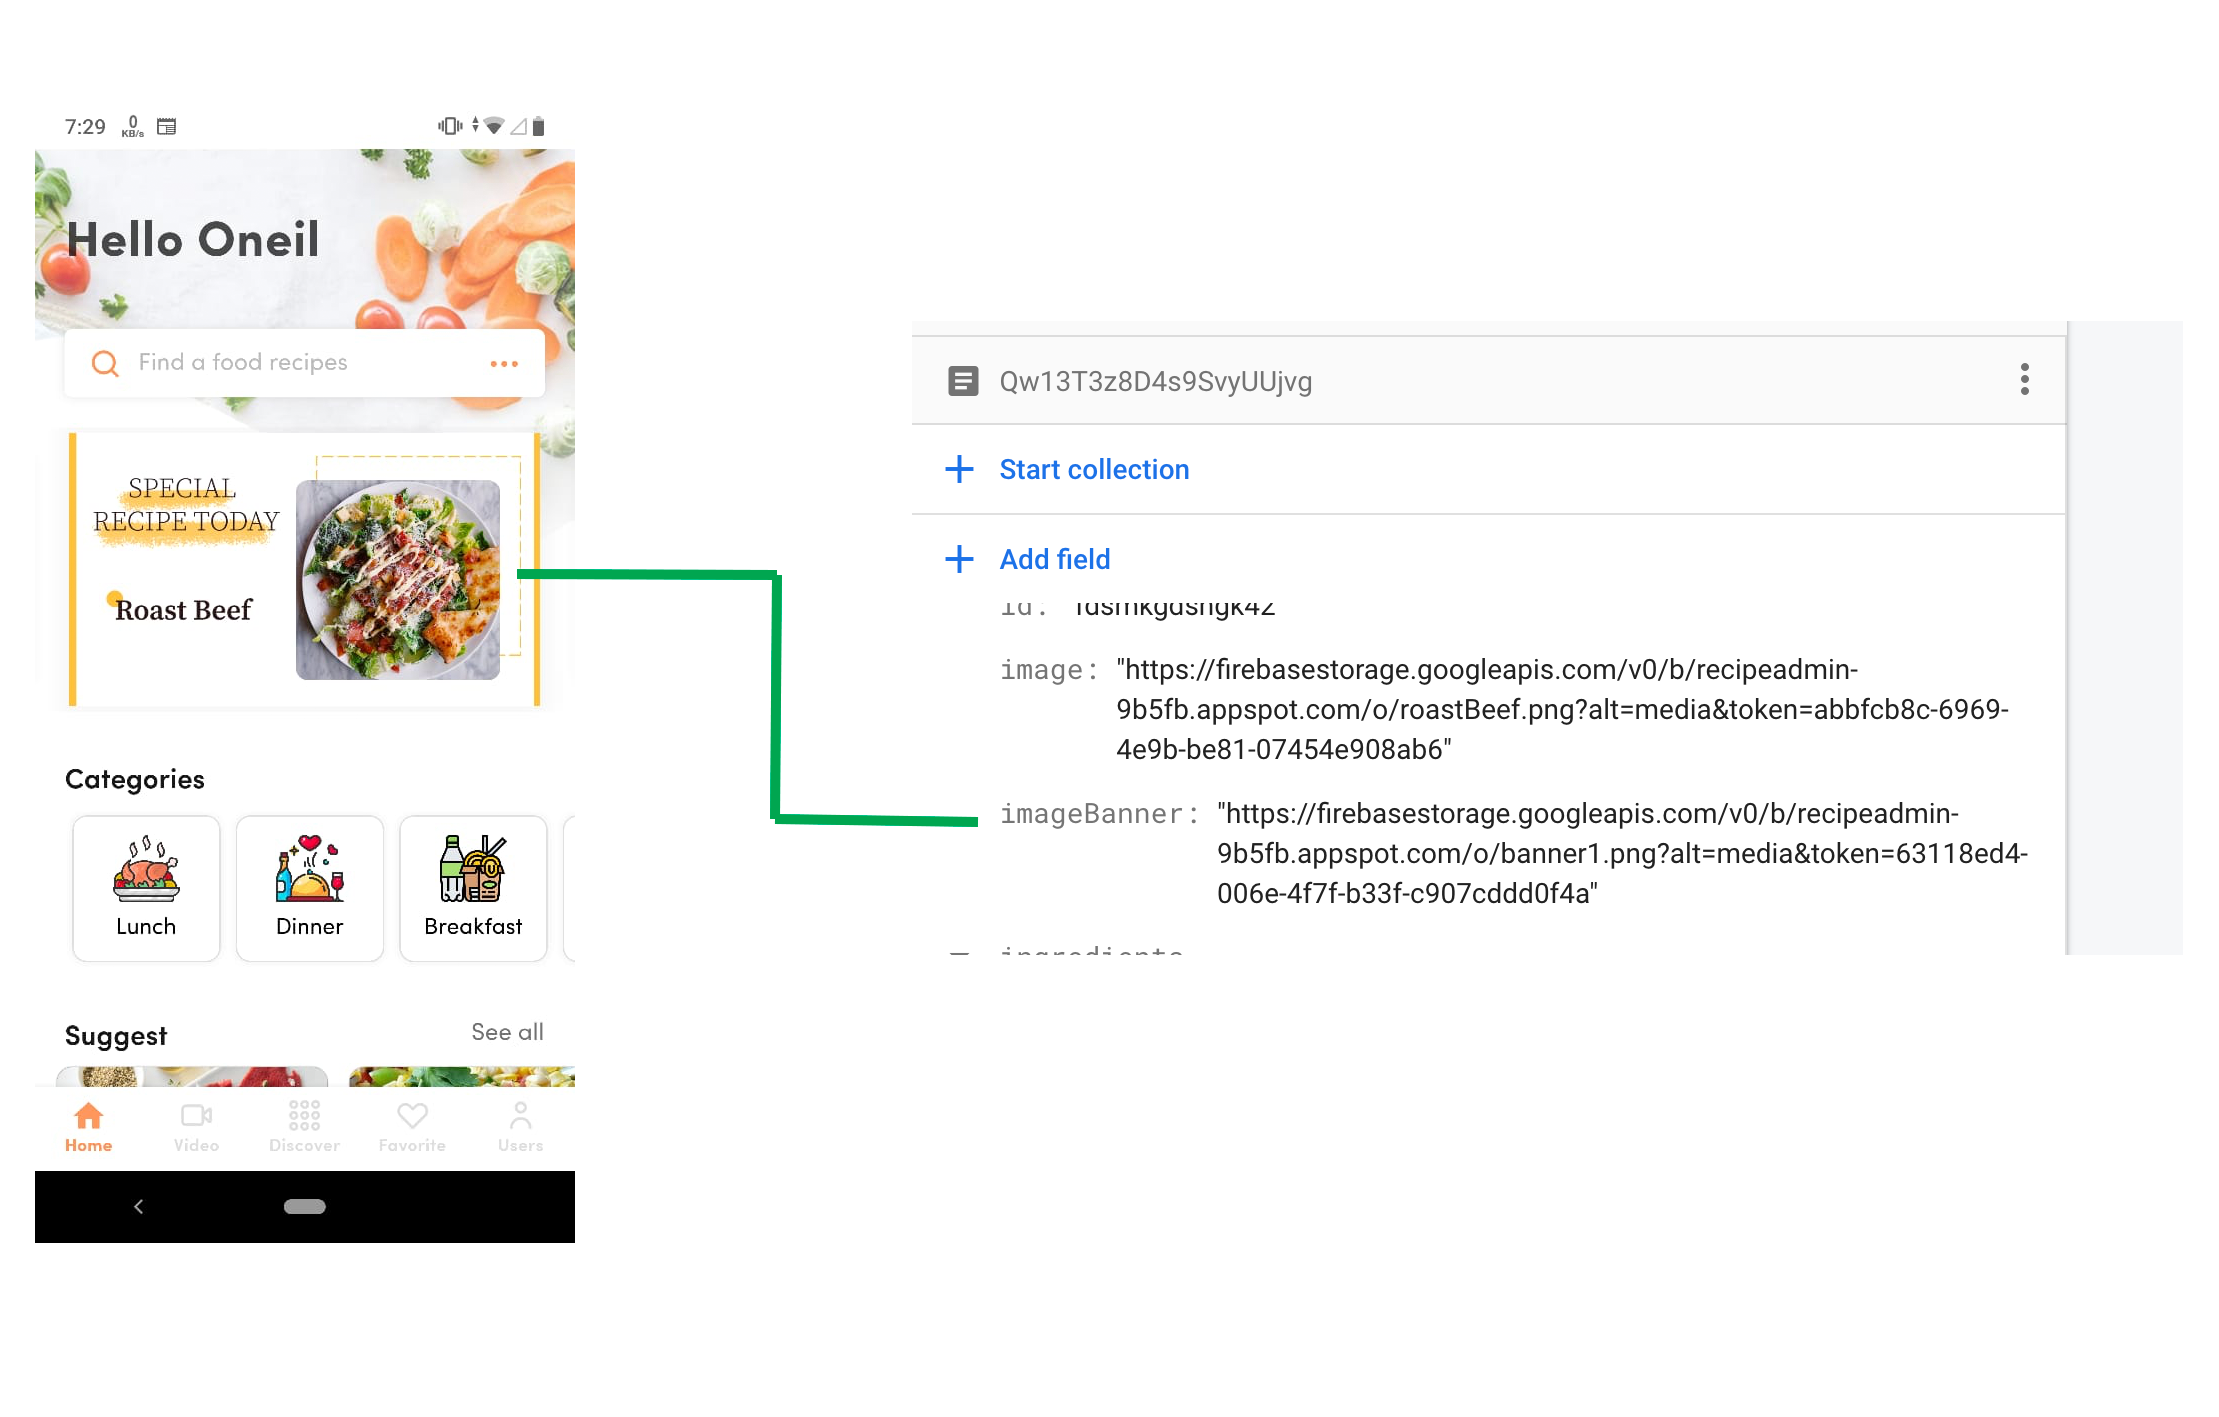 7:29
0
KB/s
Hello Oneil
Find a food recipes
SPECIAL
RECIPE TODAY
Roast Beef
Categories
Lunch
Dinner
Breakfast
Suggest
See all
Home
Video
Discover
Favorite
Users
Qw13T3z8D4s9SvyUUjvg
Start collection
Add field
id:
image: "https://firebasestorage.googleapis.com/v0/b/recipeadmin-
9b5fb.appspot.com/o/roastBeef.png?alt=media&token=abbfcb8c-6969-
4e9b-be81-07454e908ab6"
imageBanner: "https://firebasestorage.googleapis.com/v0/b/recipeadmin-
9b5fb.appspot.com/o/banner1.png?alt=media&token=63118ed4-
006e-4f7f-b33f-c907cddd0f4a"
ingredients